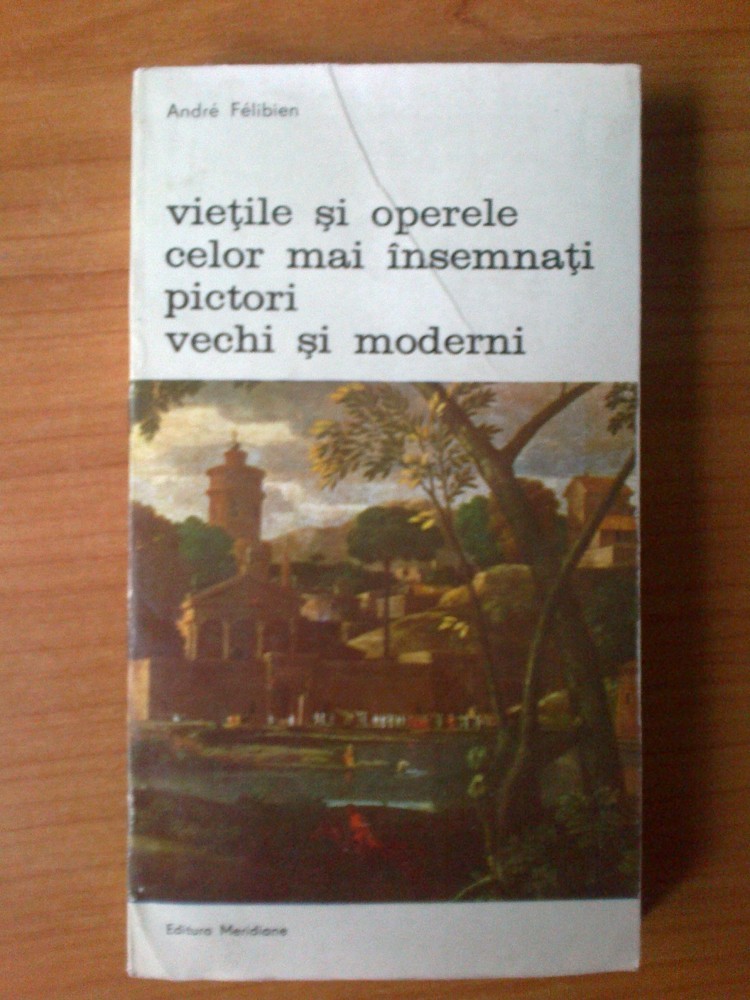 André Félibien
vieţile şi operele
celor mai însemnaţi
pictori
vechi şi moderni
Editura Meridiane